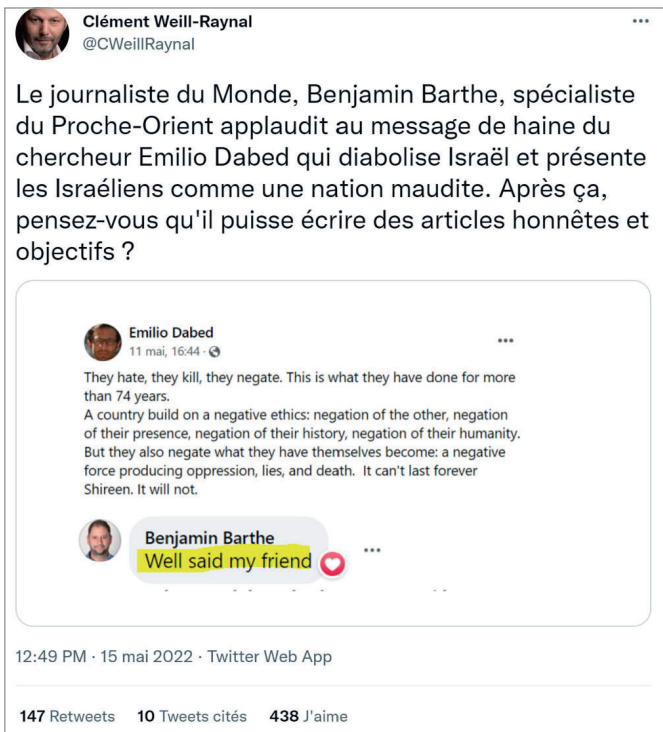 Clément Weill-Raynal
@CWeillRaynal
Le journaliste du Monde, Benjamin Barthe, spécialiste
du Proche-Orient applaudit au message de haine du
chercheur Emilio Dabed qui diabolise Israël et présente
les Israéliens comme une nation maudite. Après ça,
pensez-vous qu'il puisse écrire des articles honnêtes et
objectifs ?
Emilio Dabed
11 mai, 16:44 ·
They hate, they kill, they negate. This is what they have done for more
than 74 years.
A country build on a negative ethics: negation of the other, negation
of their presence, negation of their history, negation of their humanity.
But they also negate what they have themselves become: a negative
force producing oppression, lies, and death. It can't last forever
Shireen. It will not.
Benjamin Barthe
Well said my friend
12:49 PM · 15 mai 2022 · Twitter Web App
147 Retweets 10 Tweets cités 438 J'aime